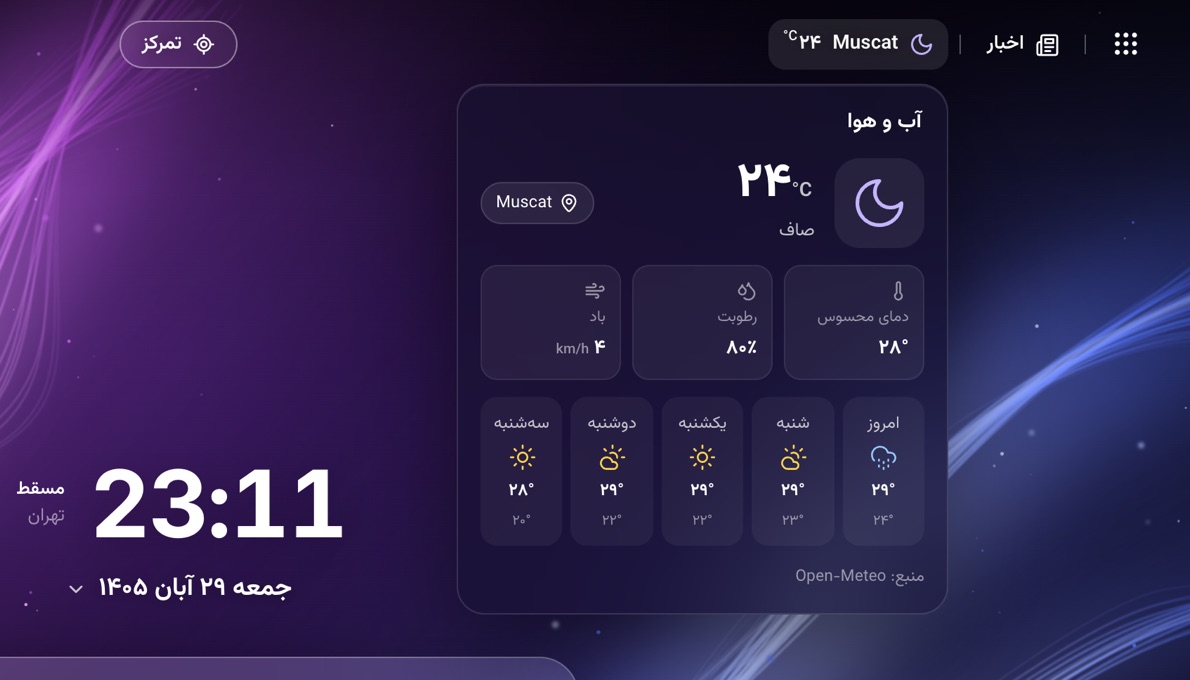 اخبار
Muscat ۲۴°C
تمرکز
آب و هوا
۲۴°C
صاف
Muscat
دمای محسوس
۲۸°
رطوبت
۸۰٪
باد
۴ km/h
امروز
۲۹°
۲۴°
شنبه
۲۹°
۲۳°
یکشنبه
۲۹°
۲۲°
دوشنبه
۲۹°
۲۲°
سه‌شنبه
۲۸°
۲۰°
منبع: Open-Meteo
23:11
مسقط
تهران
جمعه ۲۹ آبان ۱۴۰۵